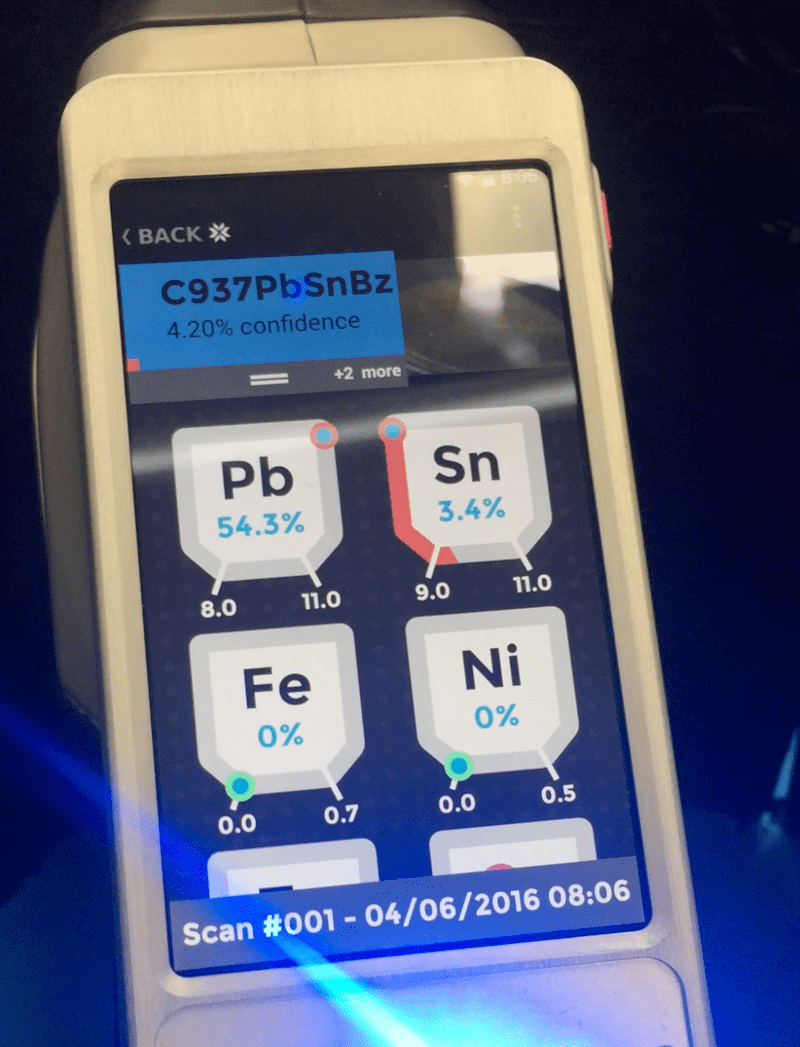 8:06
BACK
C937PbSnBz
4.20% confidence
+2 more
Pb
54.3%
8.0 11.0
Sn
3.4%
9.0 11.0
Fe
0%
0.0 0.7
Ni
0%
0.0 0.5
Scan #001 - 04/06/2016 08:06